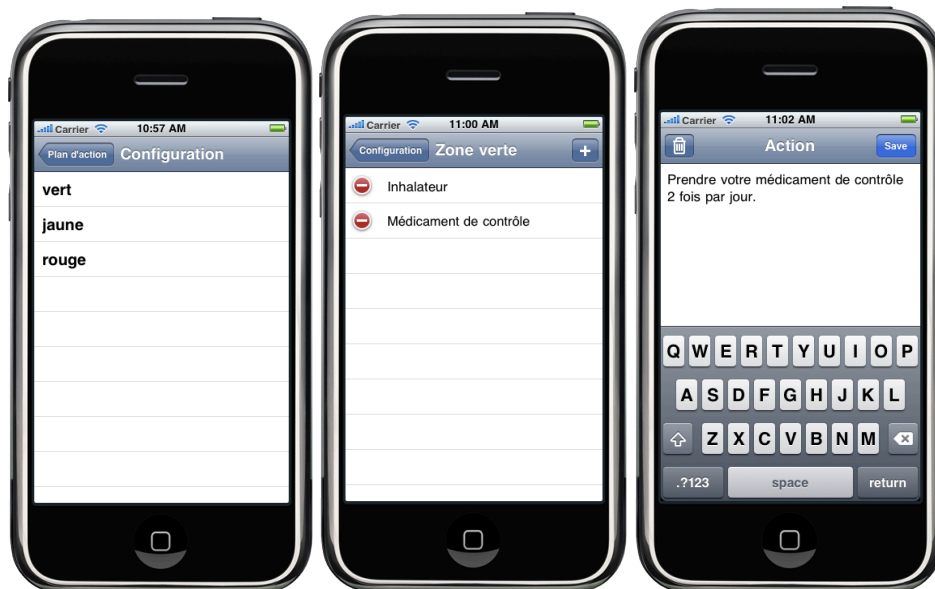 Carrier 10:57 AM
Plan d'action Configuration
vert
jaune
rouge
Carrier 11:00 AM
Configuration Zone verte +
Inhalateur
Médicament de contrôle
Carrier 11:02 AM
Action Save
Prendre votre médicament de contrôle
2 fois par jour.
Q W E R T Y U I O P
A S D F G H J K L
Z X C V B N M
.?123 space return